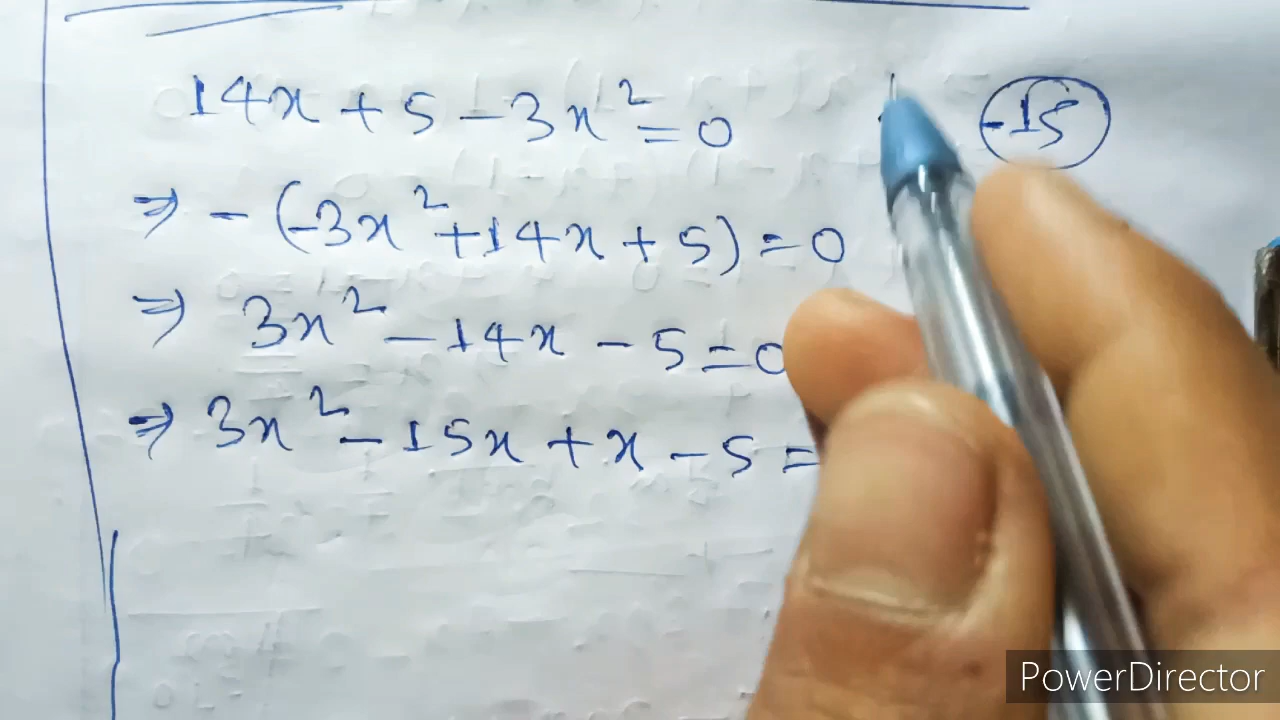 14x + 5 - 3x² = 0
-15
⇒ - (-3x² + 14x + 5) = 0
⇒ 3x² - 14x - 5 = 0
⇒ 3x² - 15x + x - 5 =
PowerDirector